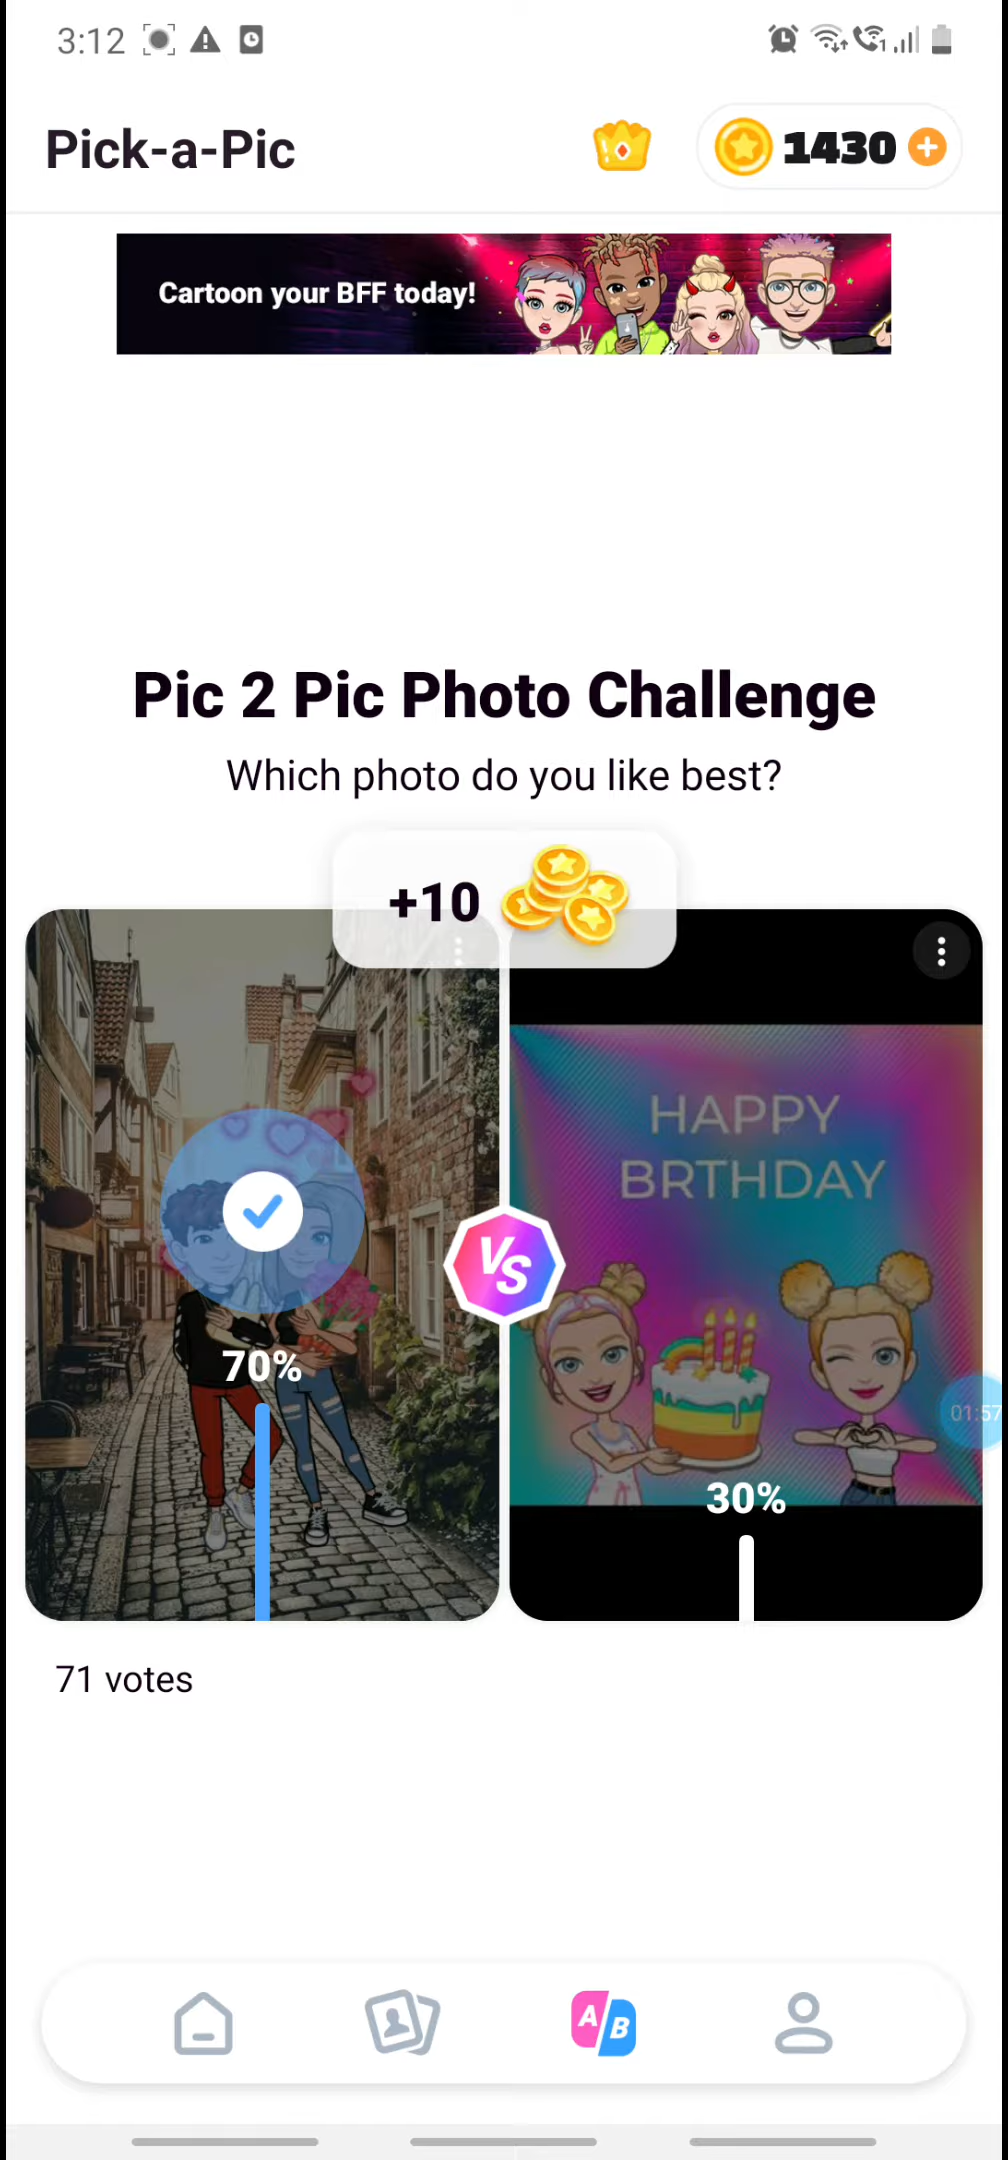 3:12
Pick-a-Pic
1430
Cartoon your BFF today!
Pic 2 Pic Photo Challenge
Which photo do you like best?
+10
HAPPY
BRTHDAY
VS
70%
01:57
30%
71 votes
A B